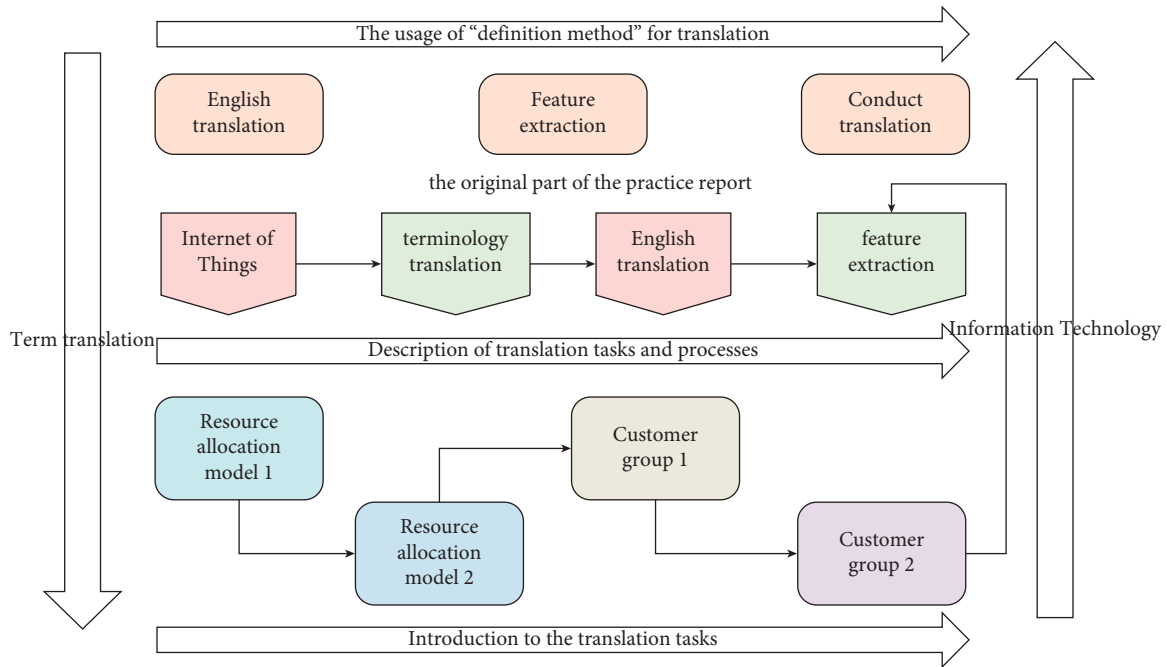 The usage of “definition method” for translation
English
translation
Feature
extraction
Conduct
translation
the original part of the practice report
Internet of
Things
terminology
translation
English
translation
feature
extraction
Term translation
Information Technology
Description of translation tasks and processes
Resource
allocation
model 1
Customer
group 1
Resource
allocation
model 2
Customer
group 2
Introduction to the translation tasks